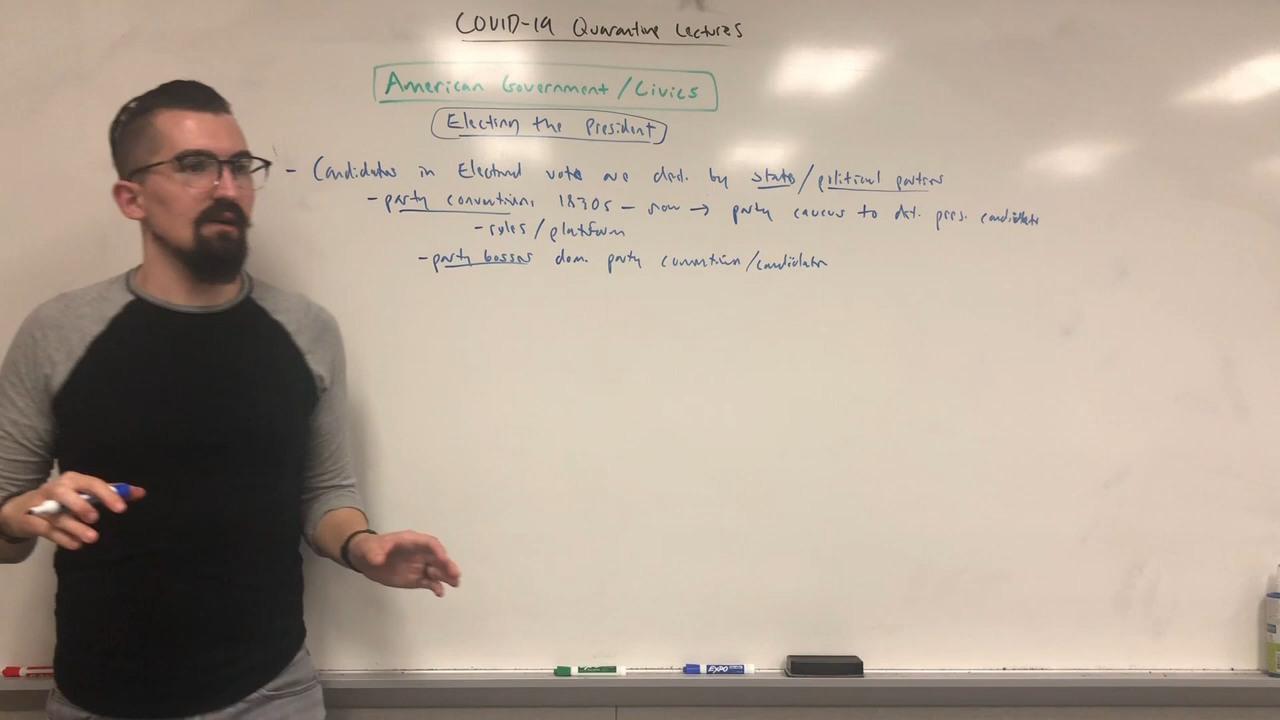 COVID-19 Quarantine Lectures
American Government/Civics
Electing the President
- Candidates in Electoral vote are det. by state/political parties
- party conventions 1830s - now → party caucus to det. pres. candidate
- rules/platform
- party bosses dom. party convention/candidates
EXPO